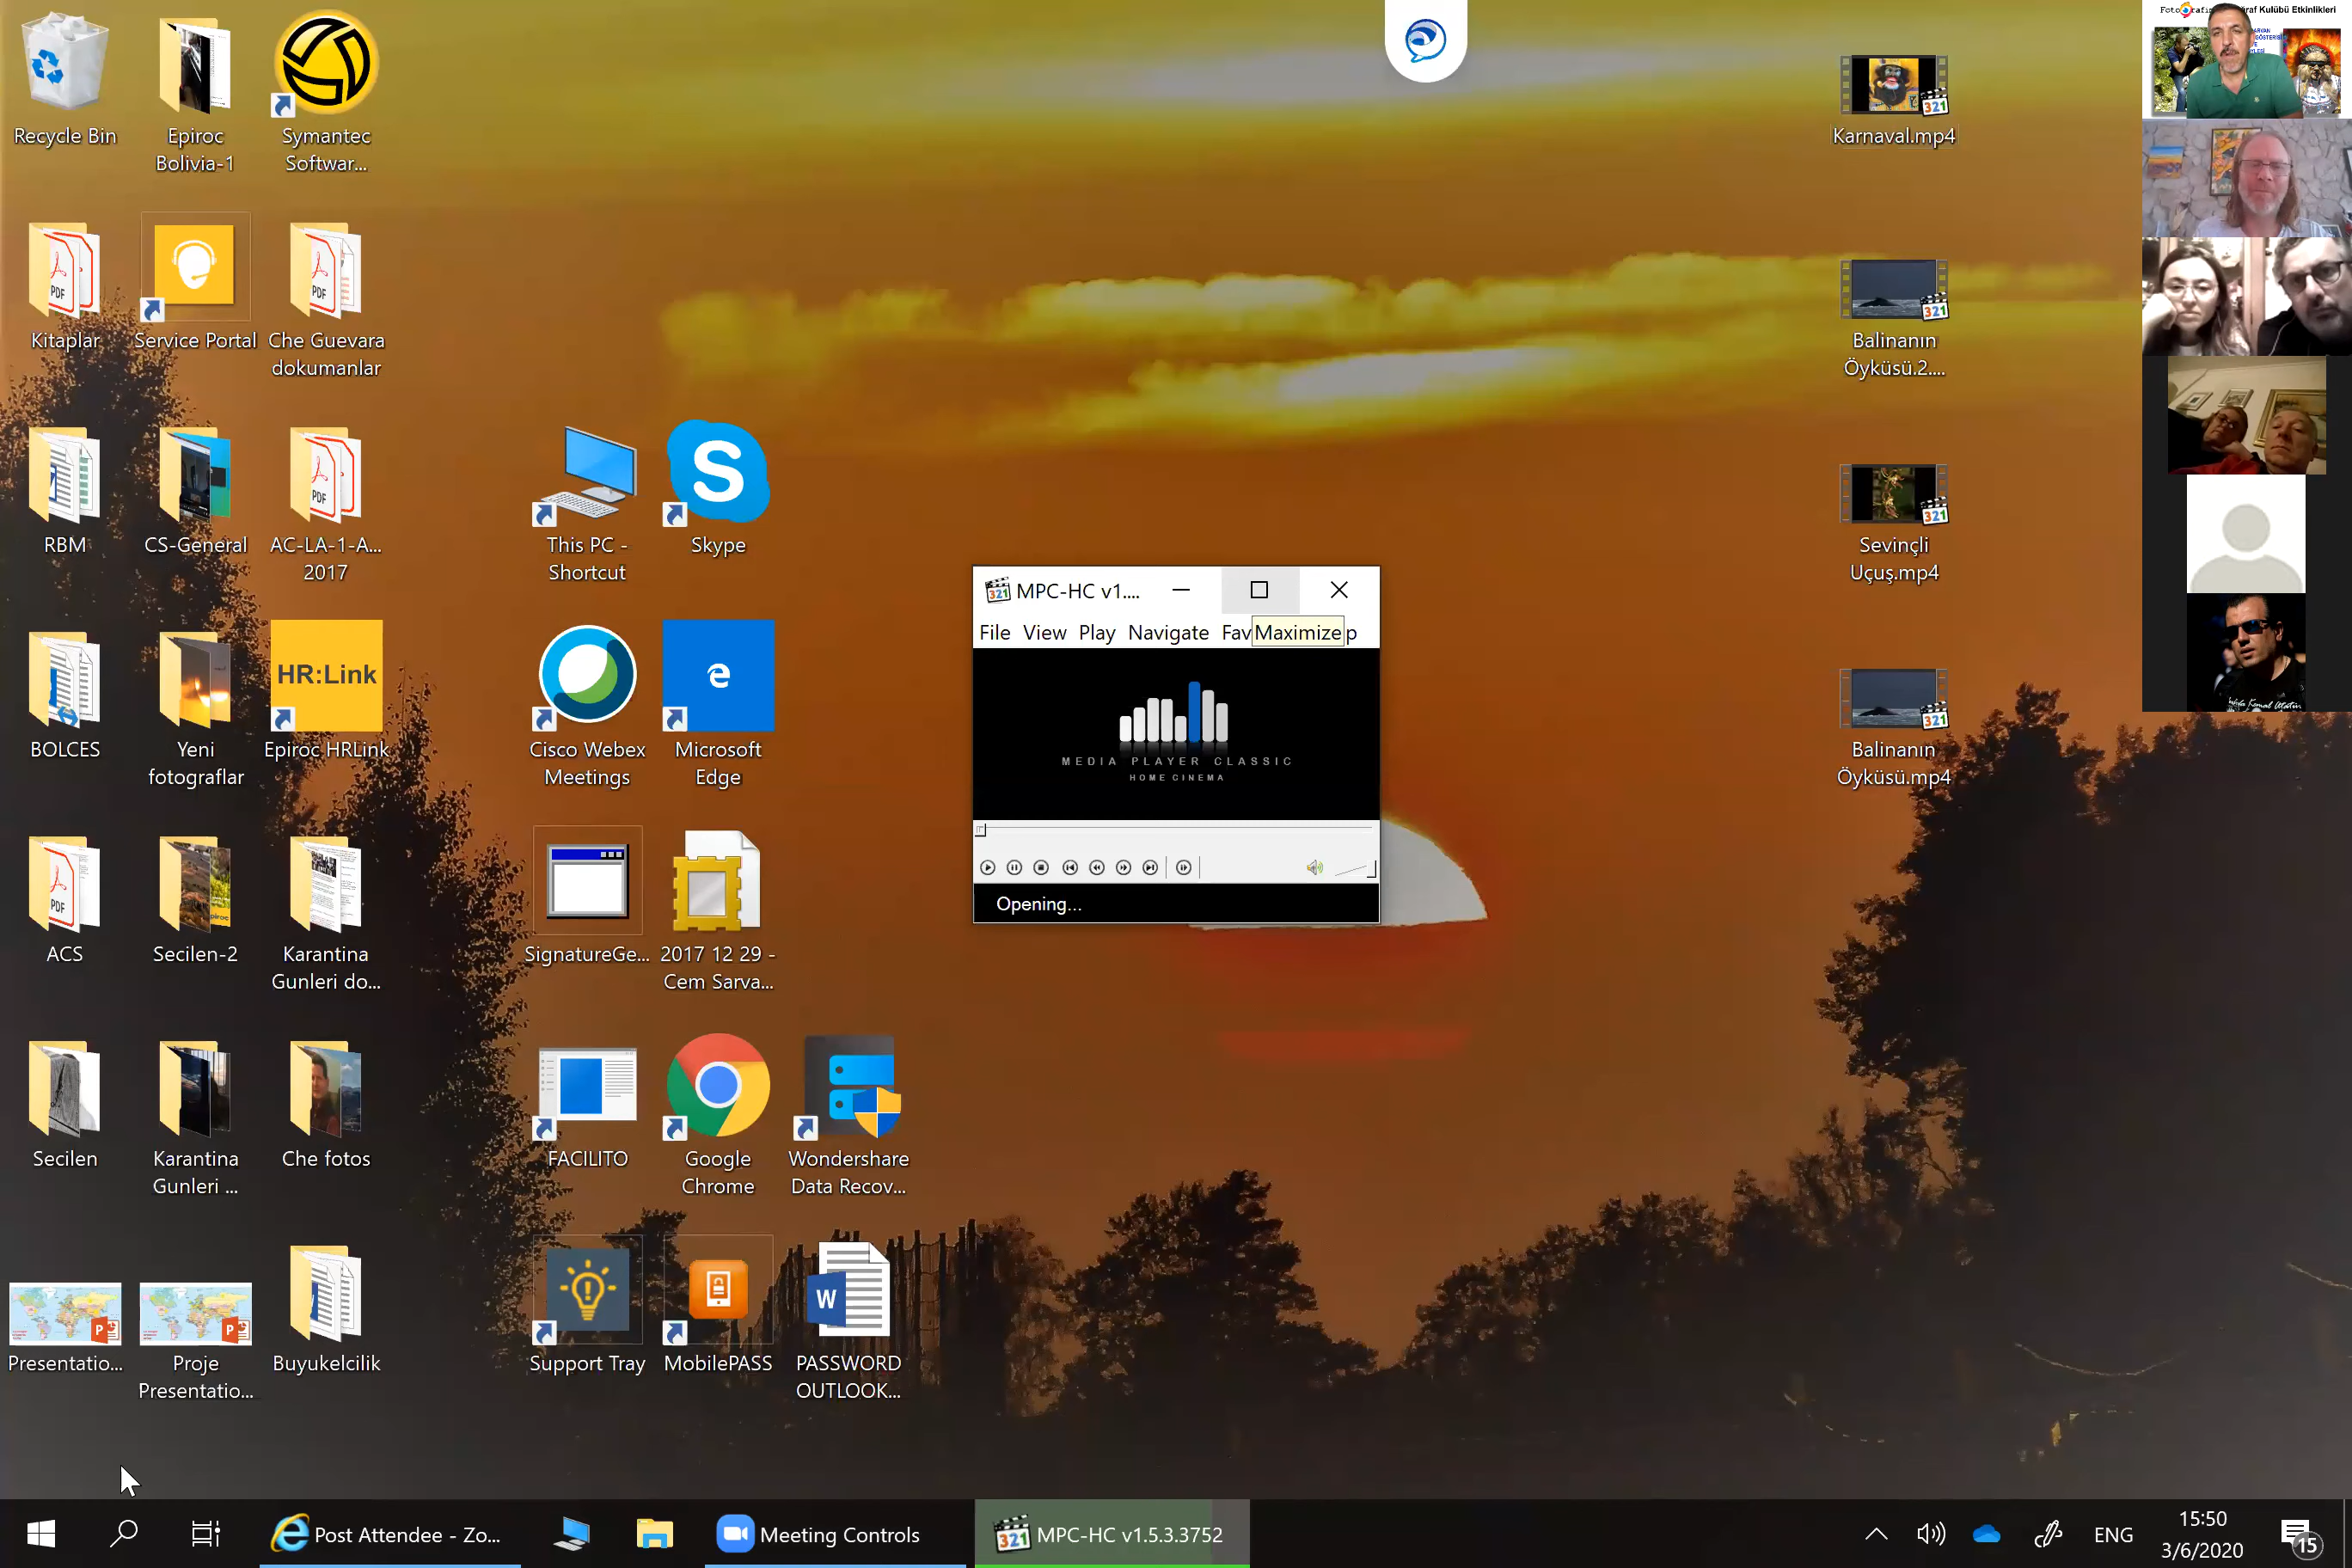 Recycle Bin
Epiroc
Bolivia-1
Symantec
Softwar...
Kitaplar
Service Portal
Che Guevara
dokumanlar
RBM
CS-General
AC-LA-1-A...
2017
BOLCES
Yeni
fotograflar
HR:Link
Epiroc HRLink
ACS
Secilen-2
Karantina
Gunleri do...
Secilen
Karantina
Gunleri ...
Che fotos
Presentatio...
Proje
Presentatio...
Buyukelcilik
This PC -
Shortcut
Skype
Cisco Webex
Meetings
Microsoft
Edge
SignatureGe...
2017 12 29 -
Cem Sarva...
FACILITO
Google
Chrome
Wondershare
Data Recov...
Support Tray
MobilePASS
PASSWORD
OUTLOOK...
MPC-HC v1....
File View Play Navigate Fav Maximize p
MEDIA PLAYER CLASSIC
HOME CINEMA
Opening...
Karnaval.mp4
Balinanın
Öyküsü.2....
Sevinçli
Uçuş.mp4
Balinanın
Öyküsü.mp4
Kulübü Etkinlikleri
Post Attendee - Zo...
Meeting Controls
MPC-HC v1.5.3.3752
ENG
15:50
3/6/2020
15